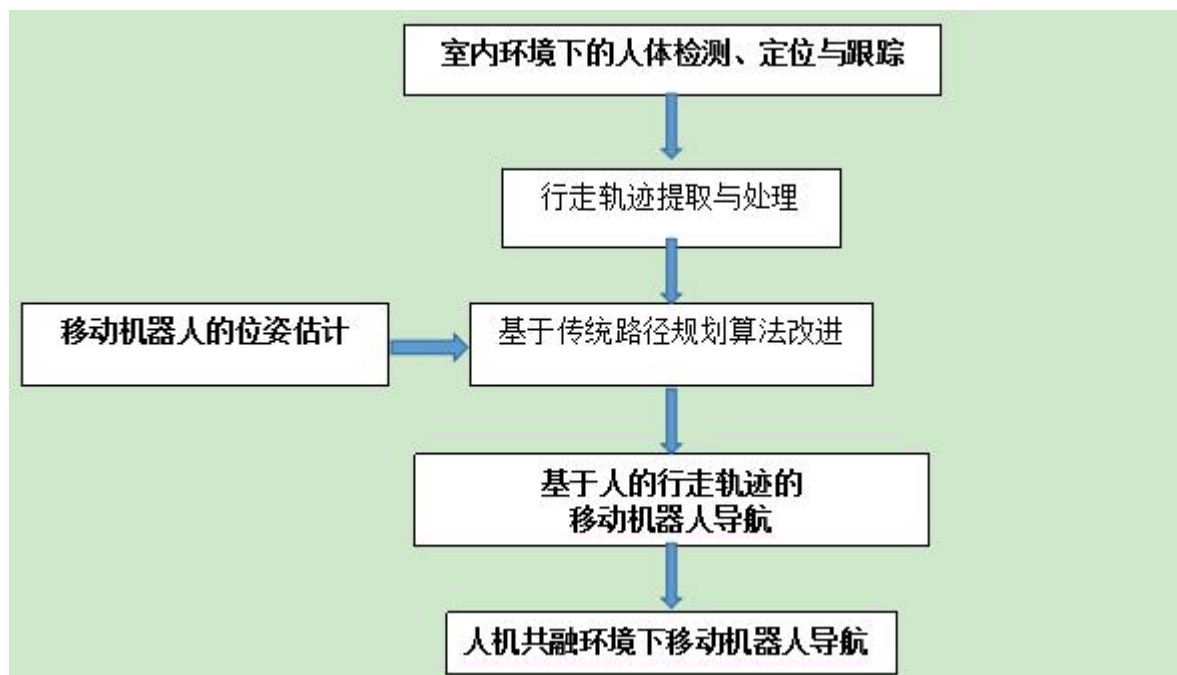 室内环境下的人体检测、定位与跟踪
行走轨迹提取与处理
移动机器人的位姿估计
基于传统路径规划算法改进
基于人的行走轨迹的
移动机器人导航
人机共融环境下移动机器人导航